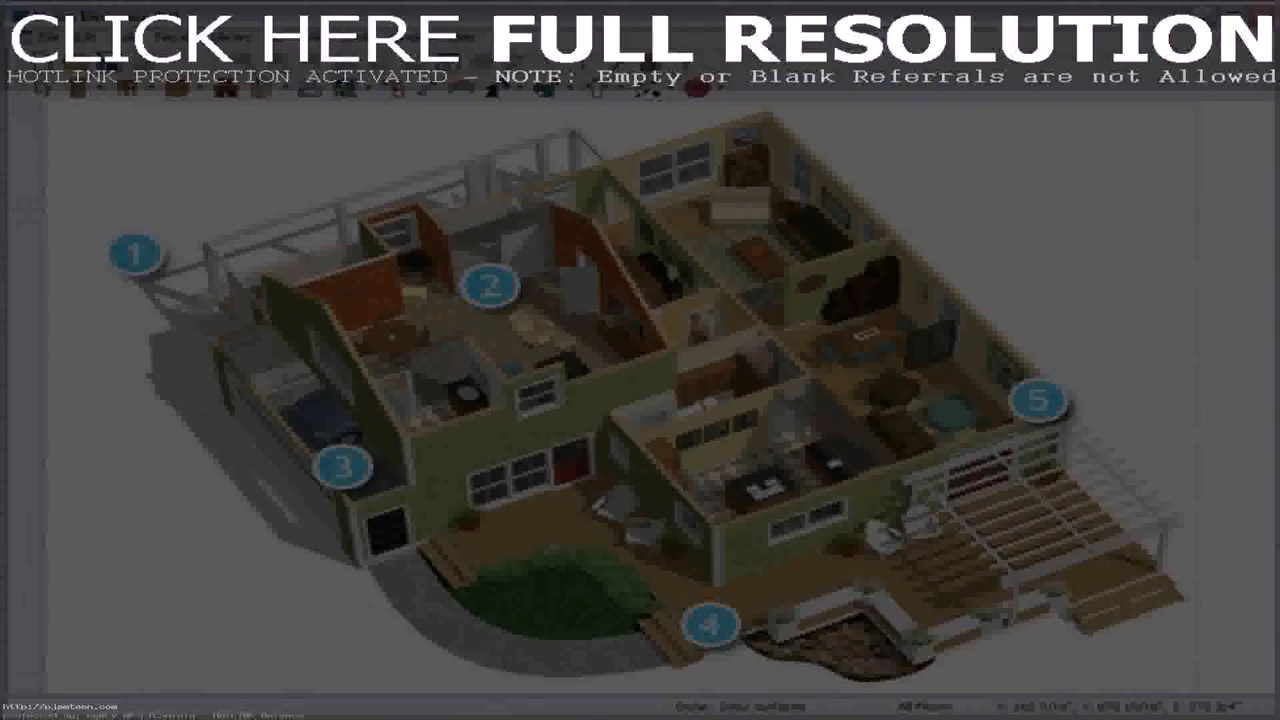 CLICK HERE FULL RESOLUTION
HOTLINK PROTECTION ACTIVATED – NOTE: Empty or Blank Referrals are not Allowed
1
2
5
3
4